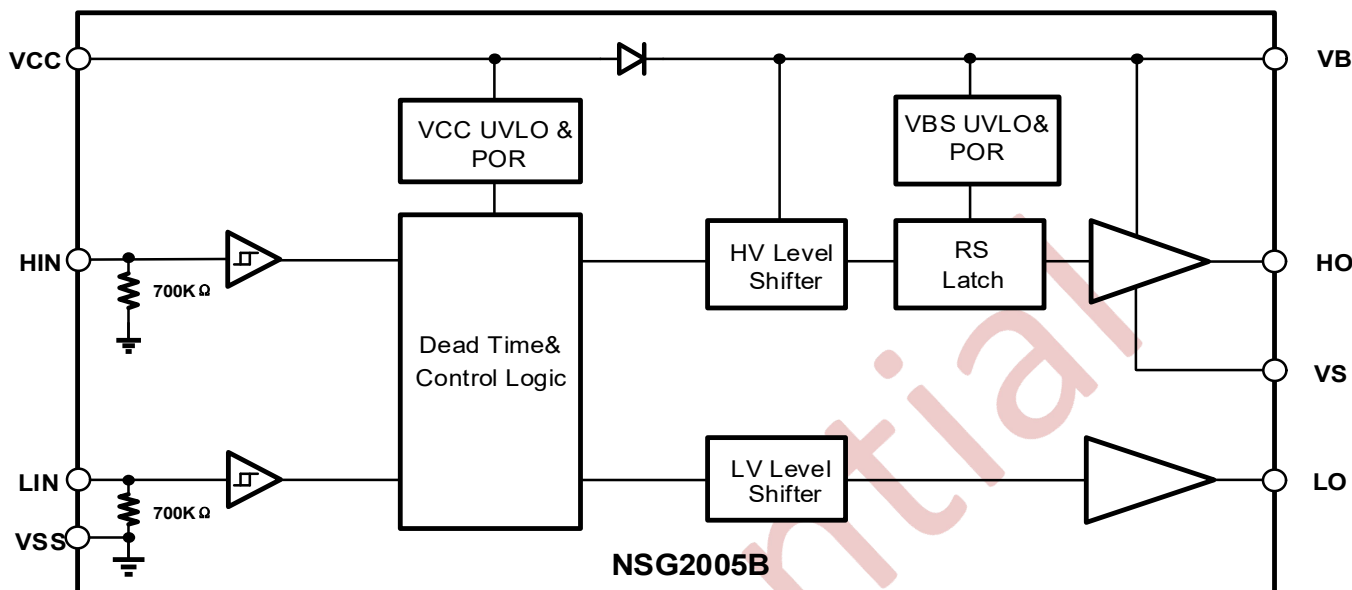 VCC
VB
VCC UVLO &
POR
VBS UVLO&
POR
HIN
700KΩ
HV Level
Shifter
RS
Latch
HO
Dead Time&
Control Logic
VS
LIN
700KΩ
LV Level
Shifter
LO
VSS
NSG2005B
ntial